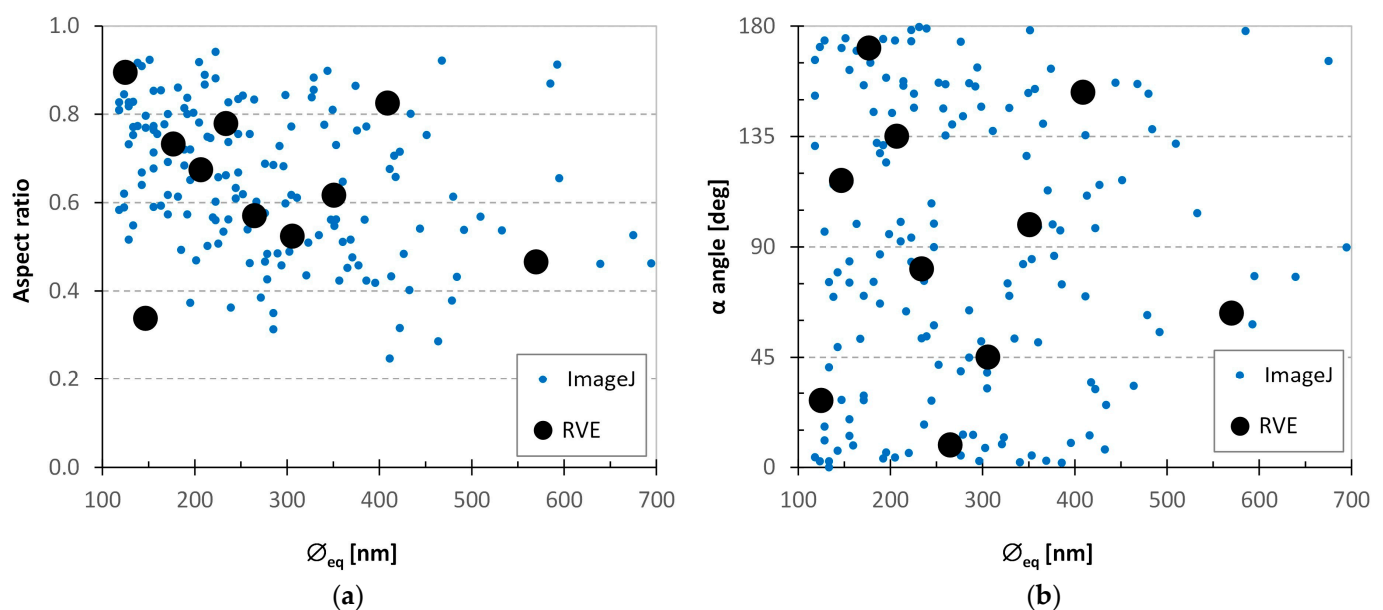 1.0
0.8
0.6
0.4
0.2
0.0
Aspect ratio
100 200 300 400 500 600 700
∅eq [nm]
ImageJ
RVE
(a)
180
135
90
45
0
α angle [deg]
100 200 300 400 500 600 700
∅eq [nm]
ImageJ
RVE
(b)